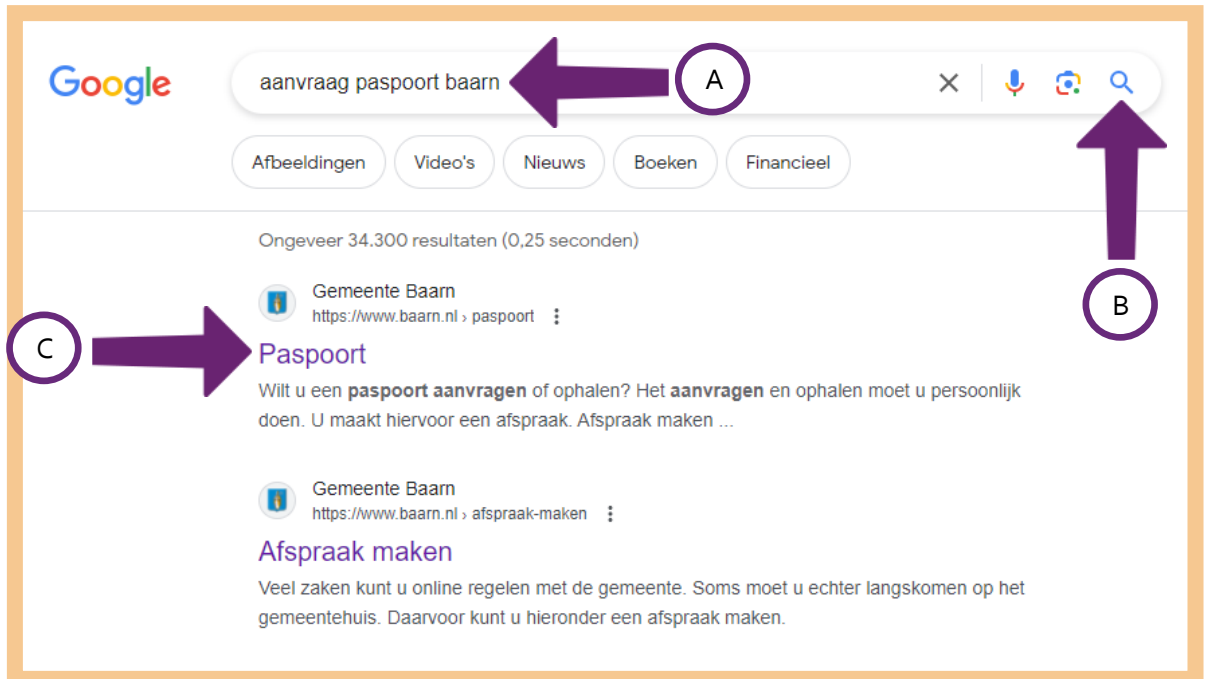 Google
aanvraag paspoort baarn
A
Afbeeldingen Video's Nieuws Boeken Financieel
B
Ongeveer 34.300 resultaten (0,25 seconden)
Gemeente Baarn
https://www.baarn.nl › paspoort
C
Paspoort
Wilt u een paspoort aanvragen of ophalen? Het aanvragen en ophalen moet u persoonlijk
doen. U maakt hiervoor een afspraak. Afspraak maken ...
Gemeente Baarn
https://www.baarn.nl › afspraak-maken
Afspraak maken
Veel zaken kunt u online regelen met de gemeente. Soms moet u echter langskomen op het
gemeentehuis. Daarvoor kunt u hieronder een afspraak maken.